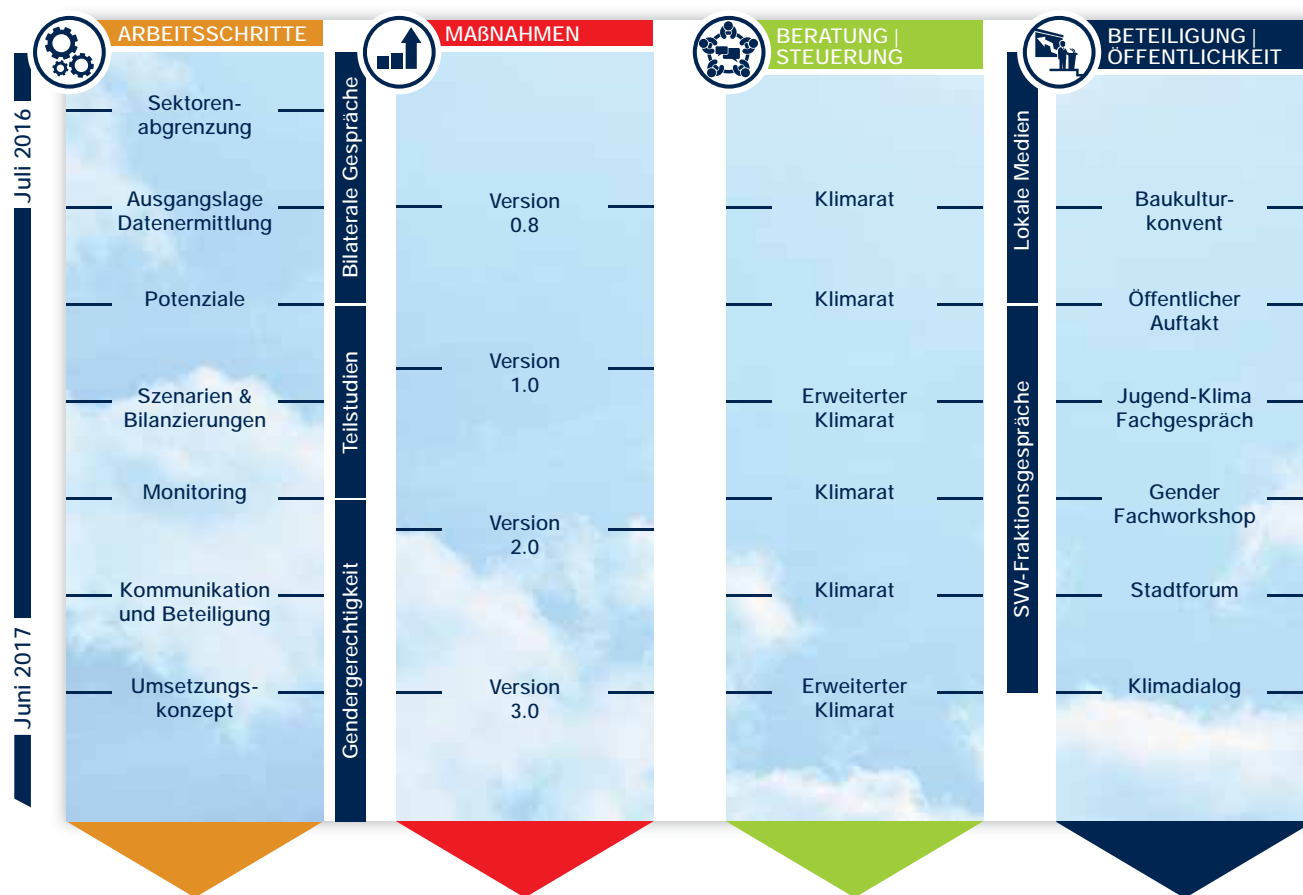 Juli 2016
Juni 2017
ARBEITSSCHRITTE
Sektoren-
abgrenzung
Ausgangslage
Datenermittlung
Potenziale
Szenarien &
Bilanzierungen
Monitoring
Kommunikation
und Beteiligung
Umsetzungs-
konzept
Bilaterale Gespräche
Teilstudien
Gendergerechtigkeit
MAßNAHMEN
Version
0.8
Version
1.0
Version
2.0
Version
3.0
BERATUNG |
STEUERUNG
Klimarat
Klimarat
Erweiterter
Klimarat
Klimarat
Klimarat
Erweiterter
Klimarat
Lokale Medien
SVV-Fraktionsgespräche
BETEILIGUNG |
ÖFFENTLICHKEIT
Baukultur-
konvent
Öffentlicher
Auftakt
Jugend-Klima
Fachgespräch
Gender
Fachworkshop
Stadtforum
Klimadialog